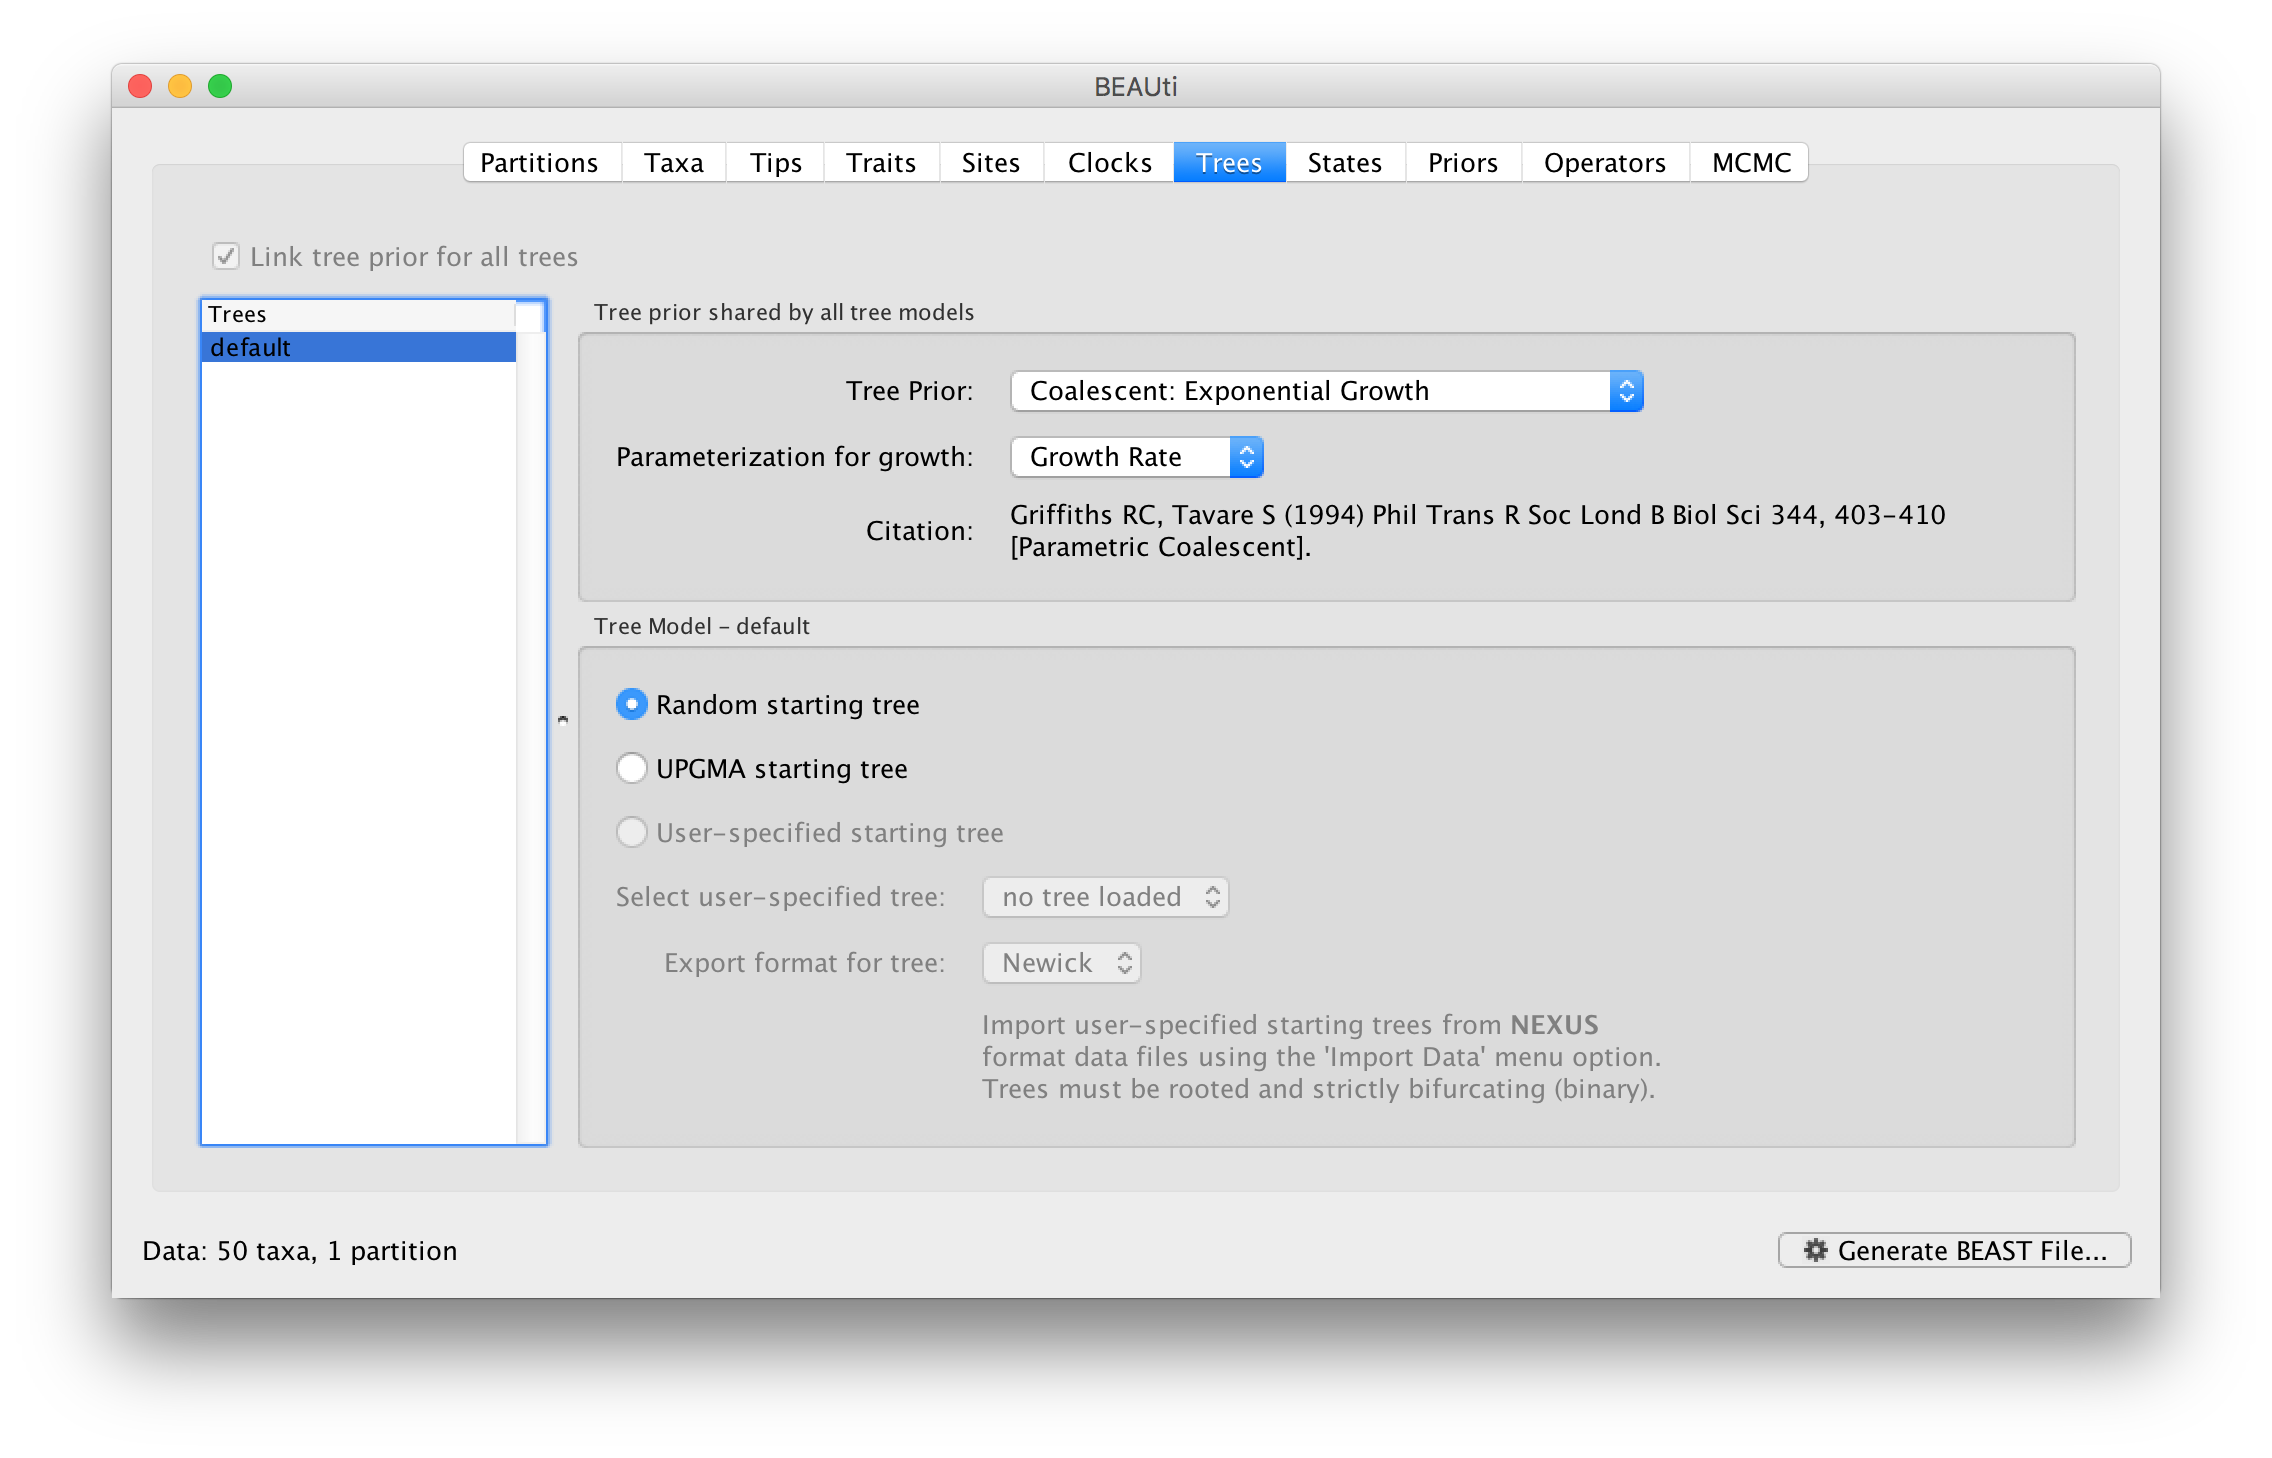 BEAUti
Partitions Taxa Tips Traits Sites Clocks Trees States Priors Operators MCMC
Link tree prior for all trees
Trees
default
Tree prior shared by all tree models
Tree Prior: Coalescent: Exponential Growth
Parameterization for growth: Growth Rate
Citation: Griffiths RC, Tavare S (1994) Phil Trans R Soc Lond B Biol Sci 344, 403-410
[Parametric Coalescent].
Tree Model - default
Random starting tree
UPGMA starting tree
User-specified starting tree
Select user-specified tree: no tree loaded
Export format for tree: Newick
Import user-specified starting trees from NEXUS
format data files using the 'Import Data' menu option.
Trees must be rooted and strictly bifurcating (binary).
Data: 50 taxa, 1 partition
Generate BEAST File...